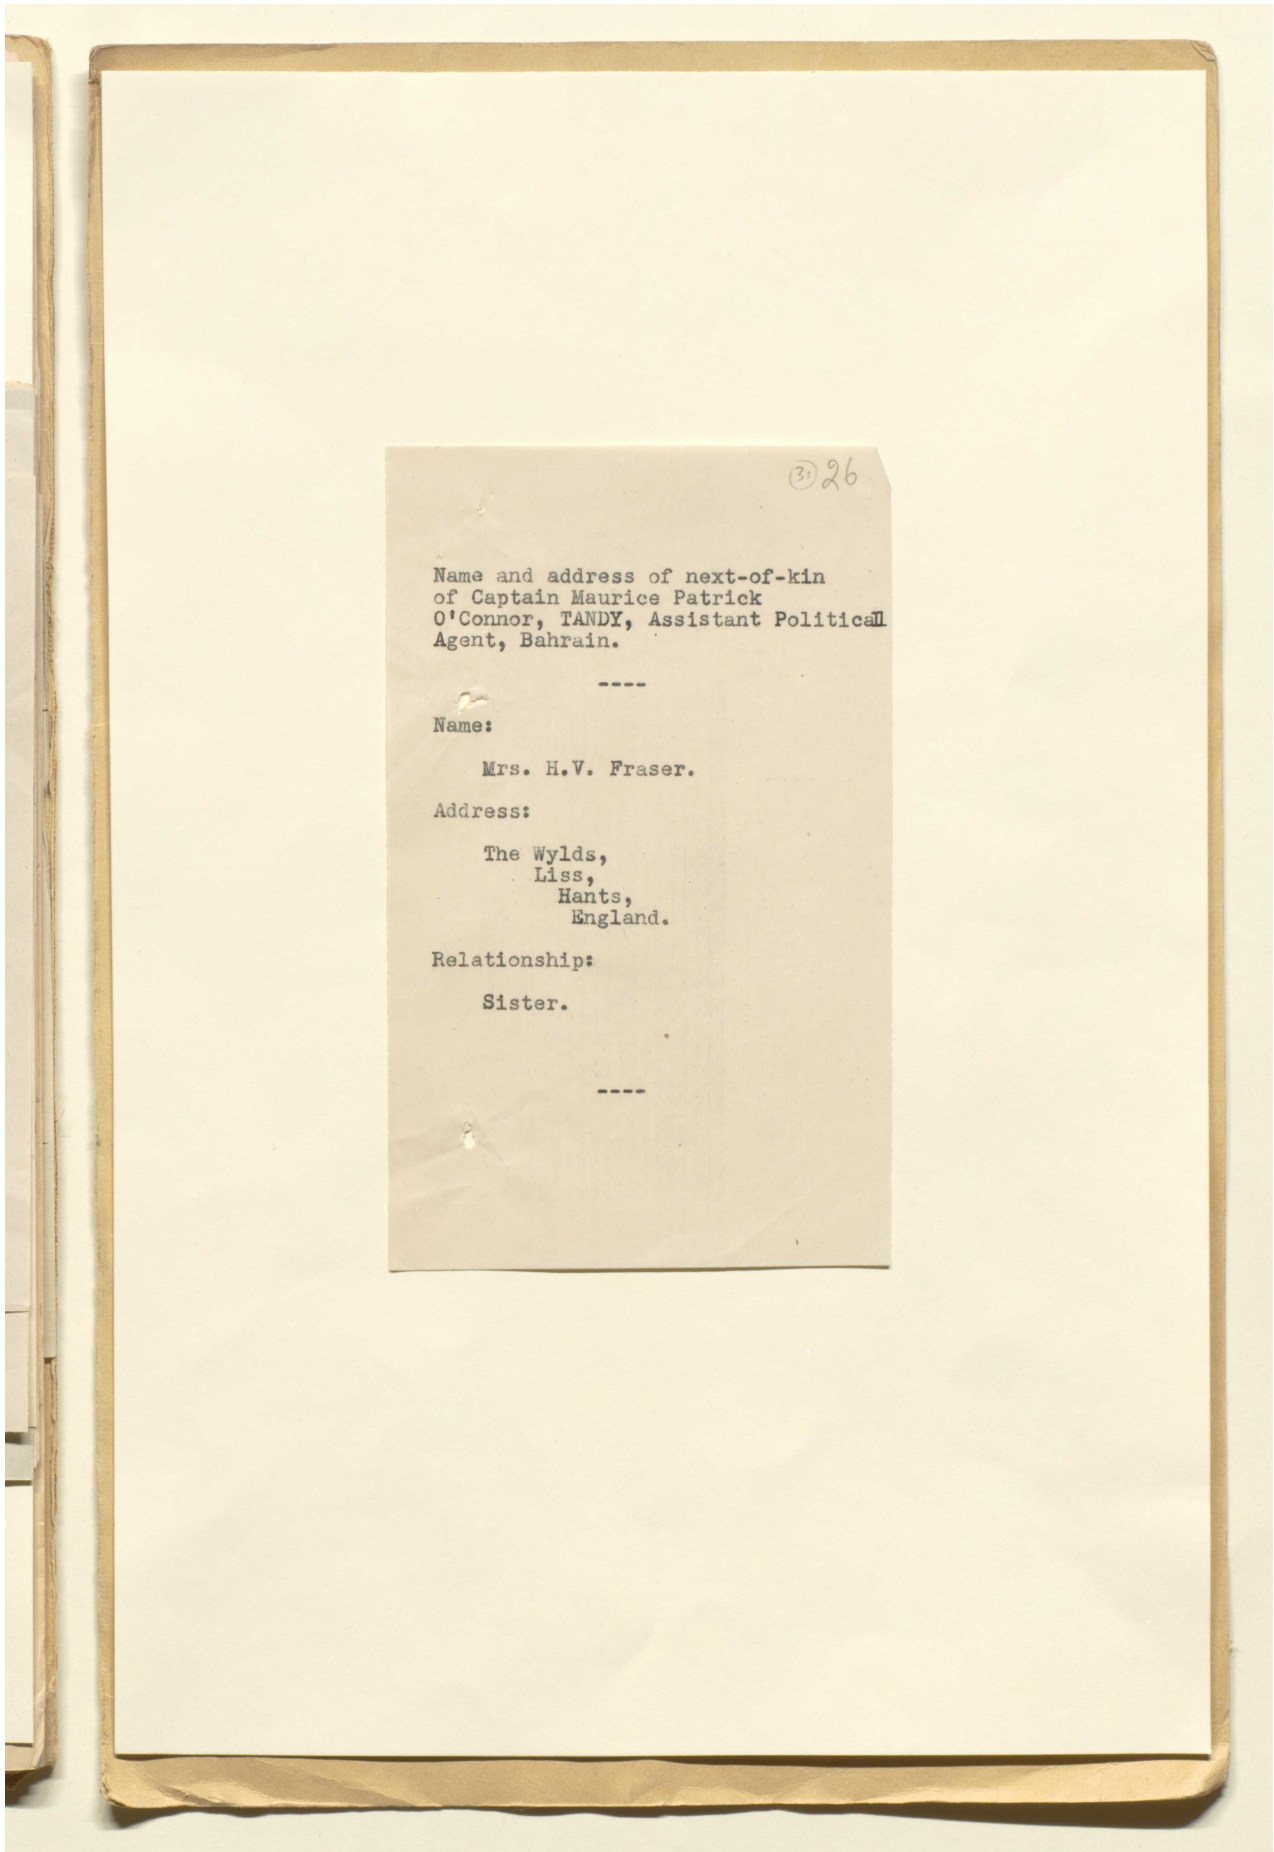 26
Name and address of next-of-kin
of Captain Maurice Patrick
O'Connor, TANDY, Assistant Political
Agent, Bahrain.
----
Name:
Mrs. H.V. Fraser.
Address:
The Wylds,
Liss,
Hants,
England.
Relationship:
Sister.
----